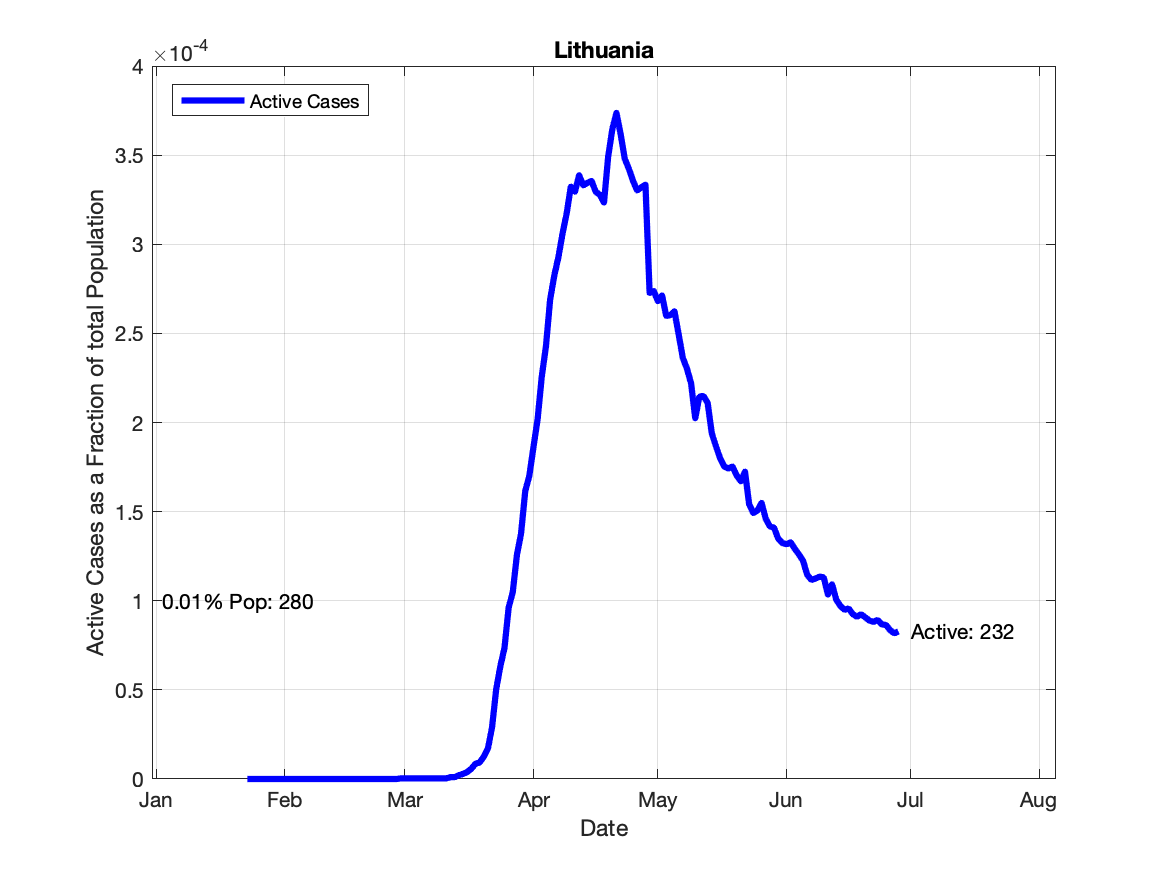 Lithuania
×10-4
Active Cases
4
3.5
3
2.5
2
1.5
1
0.5
0
0.01% Pop: 280
Active: 232
Active Cases as a Fraction of total Population
Jan Feb Mar Apr May Jun Jul Aug
Date